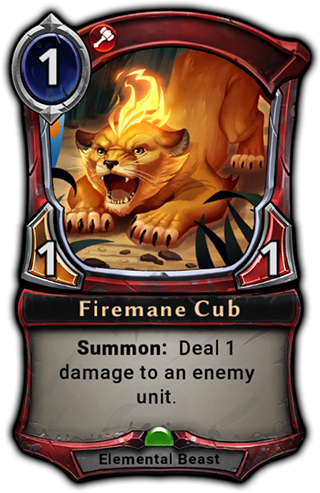 1
1
1
Firemane Cub
Summon: Deal 1
damage to an enemy
unit.
Elemental Beast